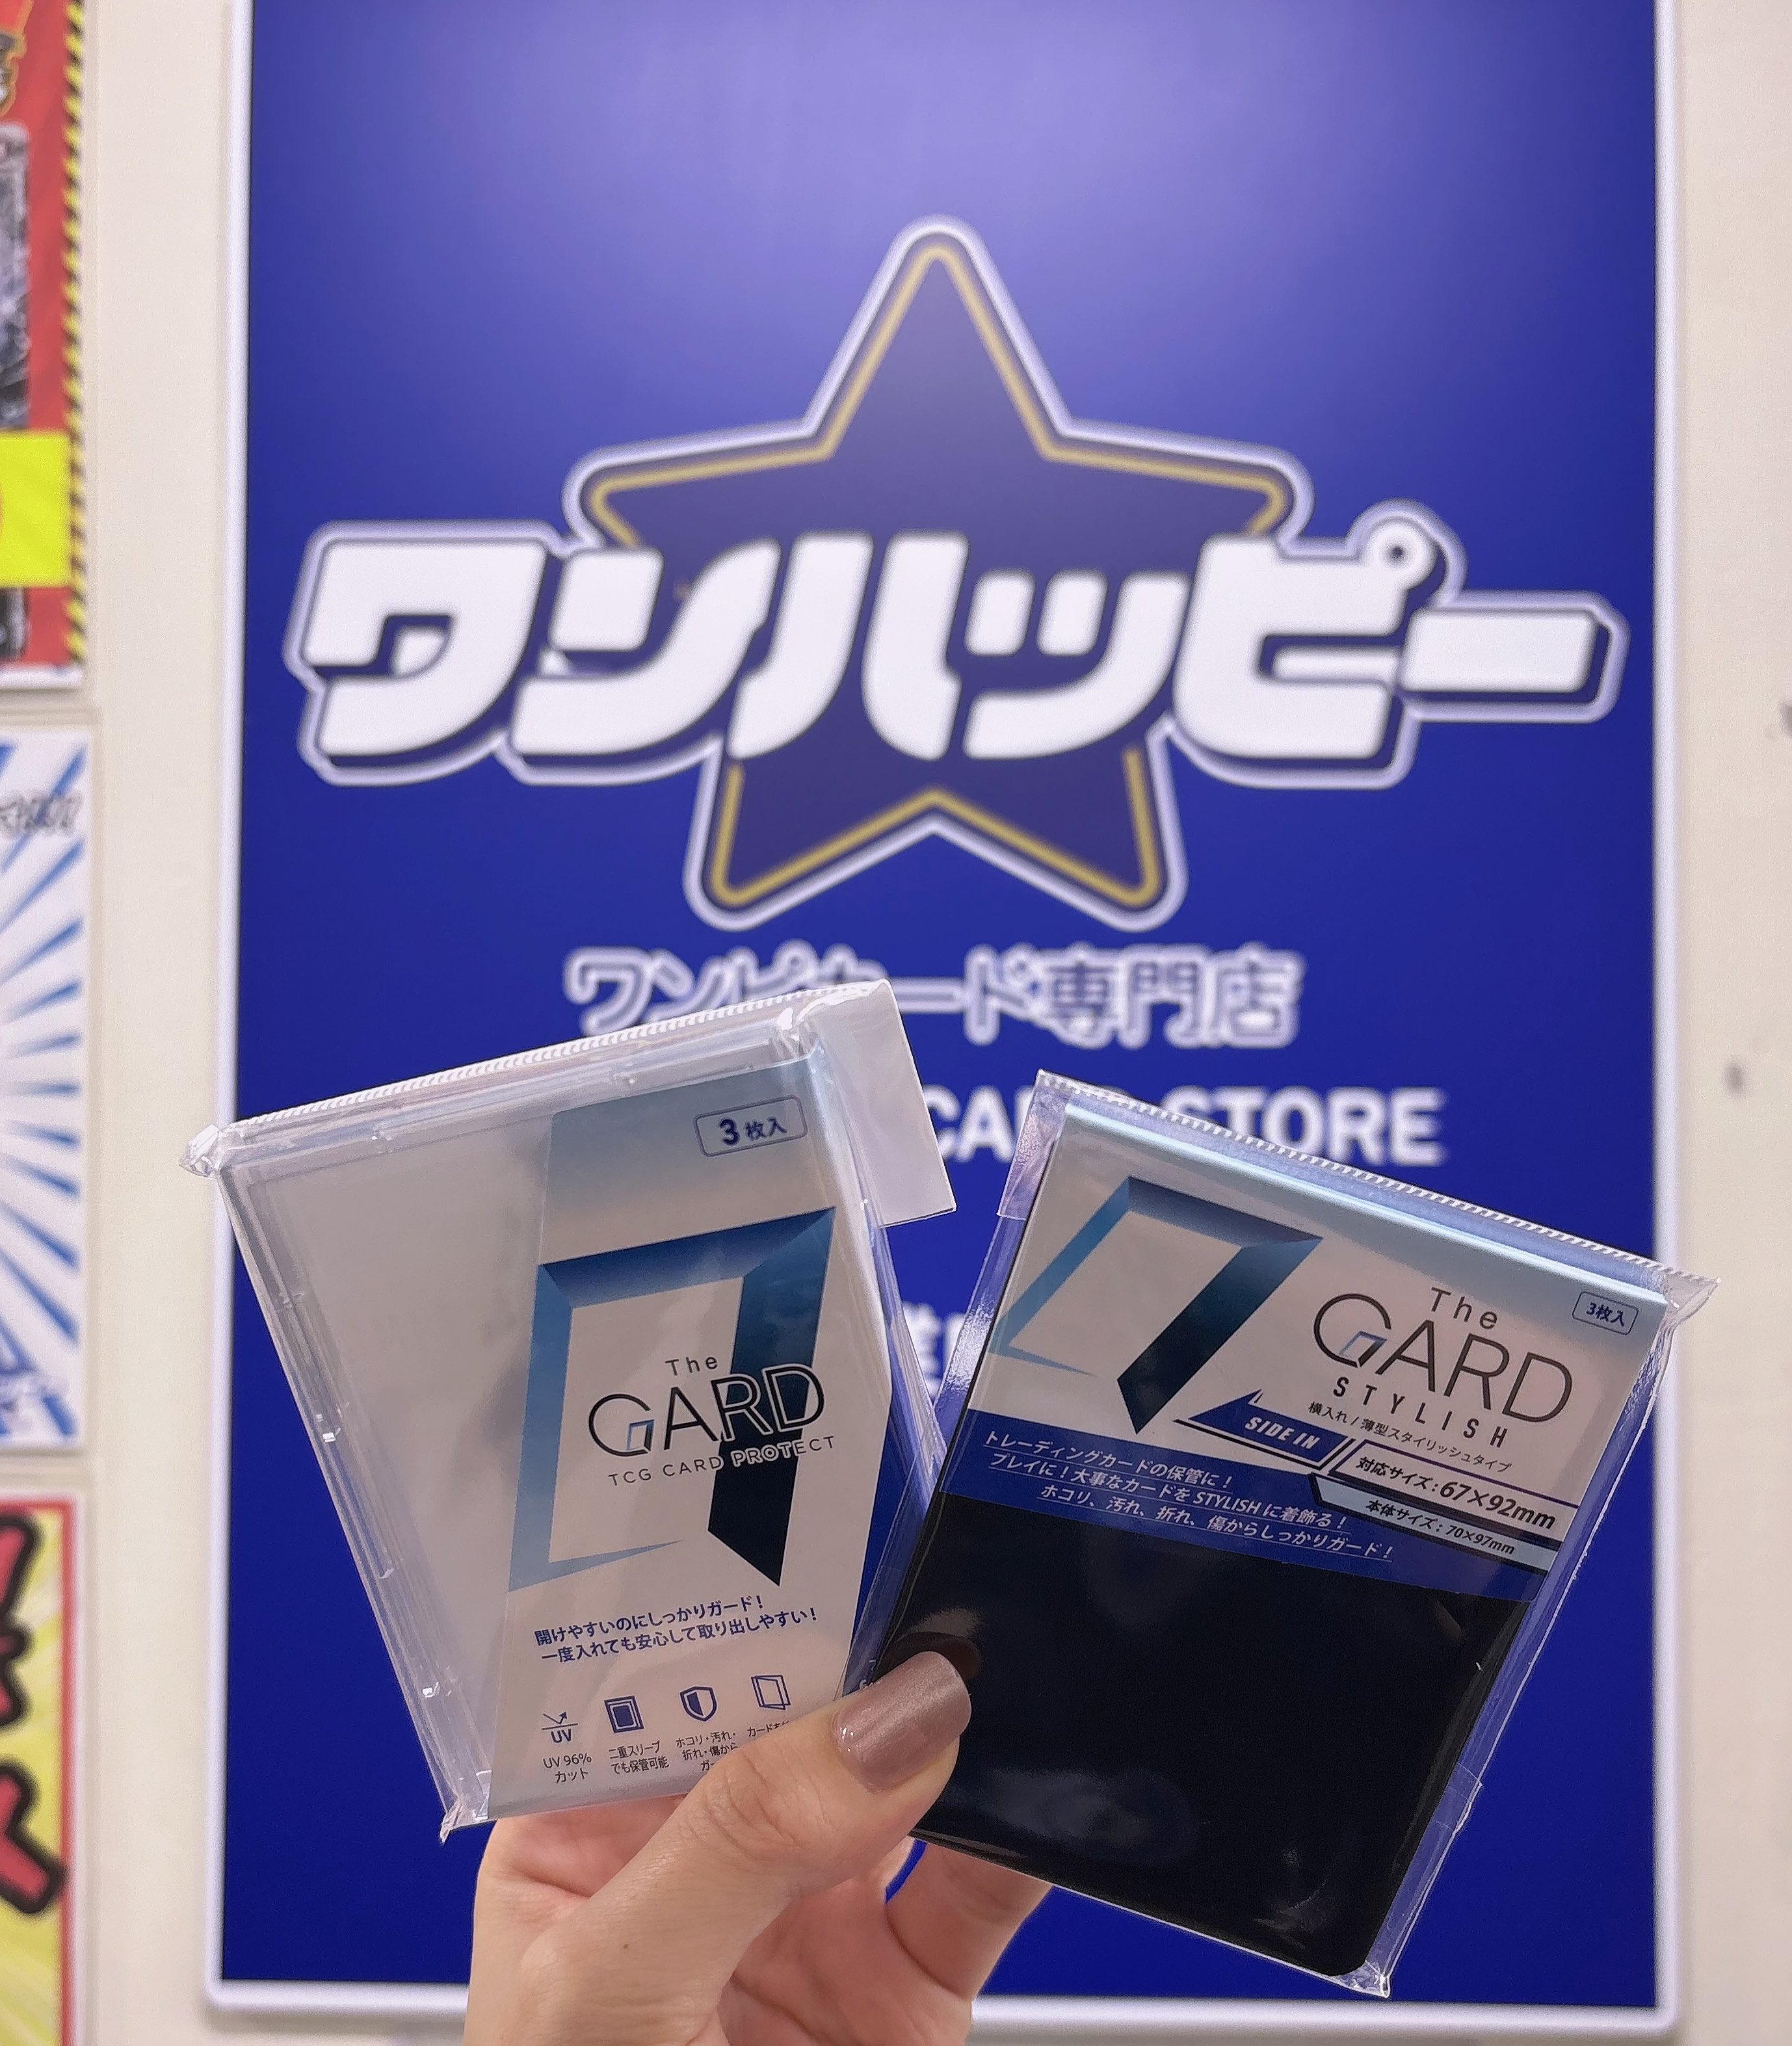 ワンハッピー
ワンピカード専門店
CARD STORE
3枚入
The
GARD
TCG CARD PROTECT
開けやすいのにしっかりガード！
一度入れても安心して取り出しやすい！
UV
UV 96%
カット
二重スリーブ
でも保管可能
ホコリ・汚れ・
折れ・傷から
3枚入
The
GARD
STYLISH
横入れ / 薄型スタイリッシュタイプ
SIDE IN
対応サイズ：67×92mm
本体サイズ：70×97mm
トレーディングカードの保管に！
プレイに！大事なカードを STYLISH に着飾る！
ホコリ、汚れ、折れ、傷からしっかりガード！